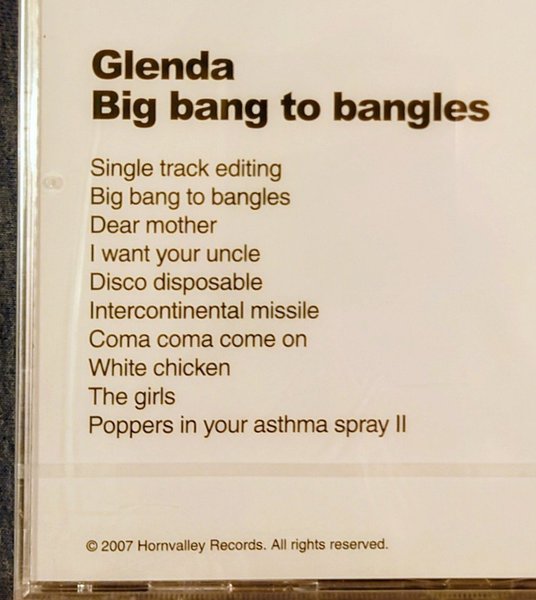 Glenda
Big bang to bangles
Single track editing
Big bang to bangles
Dear mother
I want your uncle
Disco disposable
Intercontinental missile
Coma coma come on
White chicken
The girls
Poppers in your asthma spray II
© 2007 Hornvalley Records. All rights reserved.